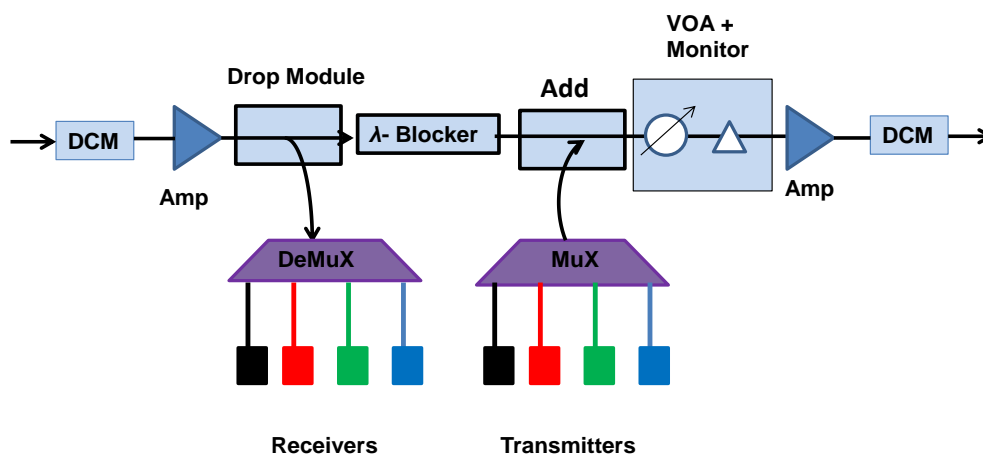 VOA +
Monitor
Drop Module
Add
DCM
λ- Blocker
DCM
Amp
Amp
DeMuX
MuX
Receivers
Transmitters